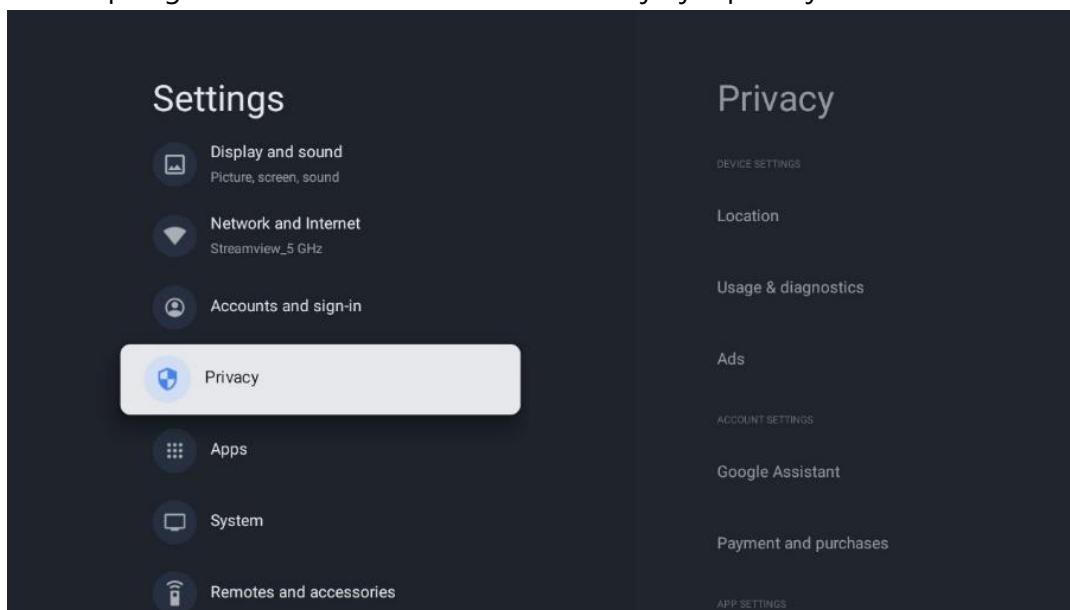 Settings
Display and sound
Picture, screen, sound
Network and Internet
Streamview_5 GHz
Accounts and sign-in
Privacy
Apps
System
Remotes and accessories
Privacy
DEVICE SETTINGS
Location
Usage & diagnostics
Ads
ACCOUNT SETTINGS
Google Assistant
Payment and purchases
APP SETTINGS